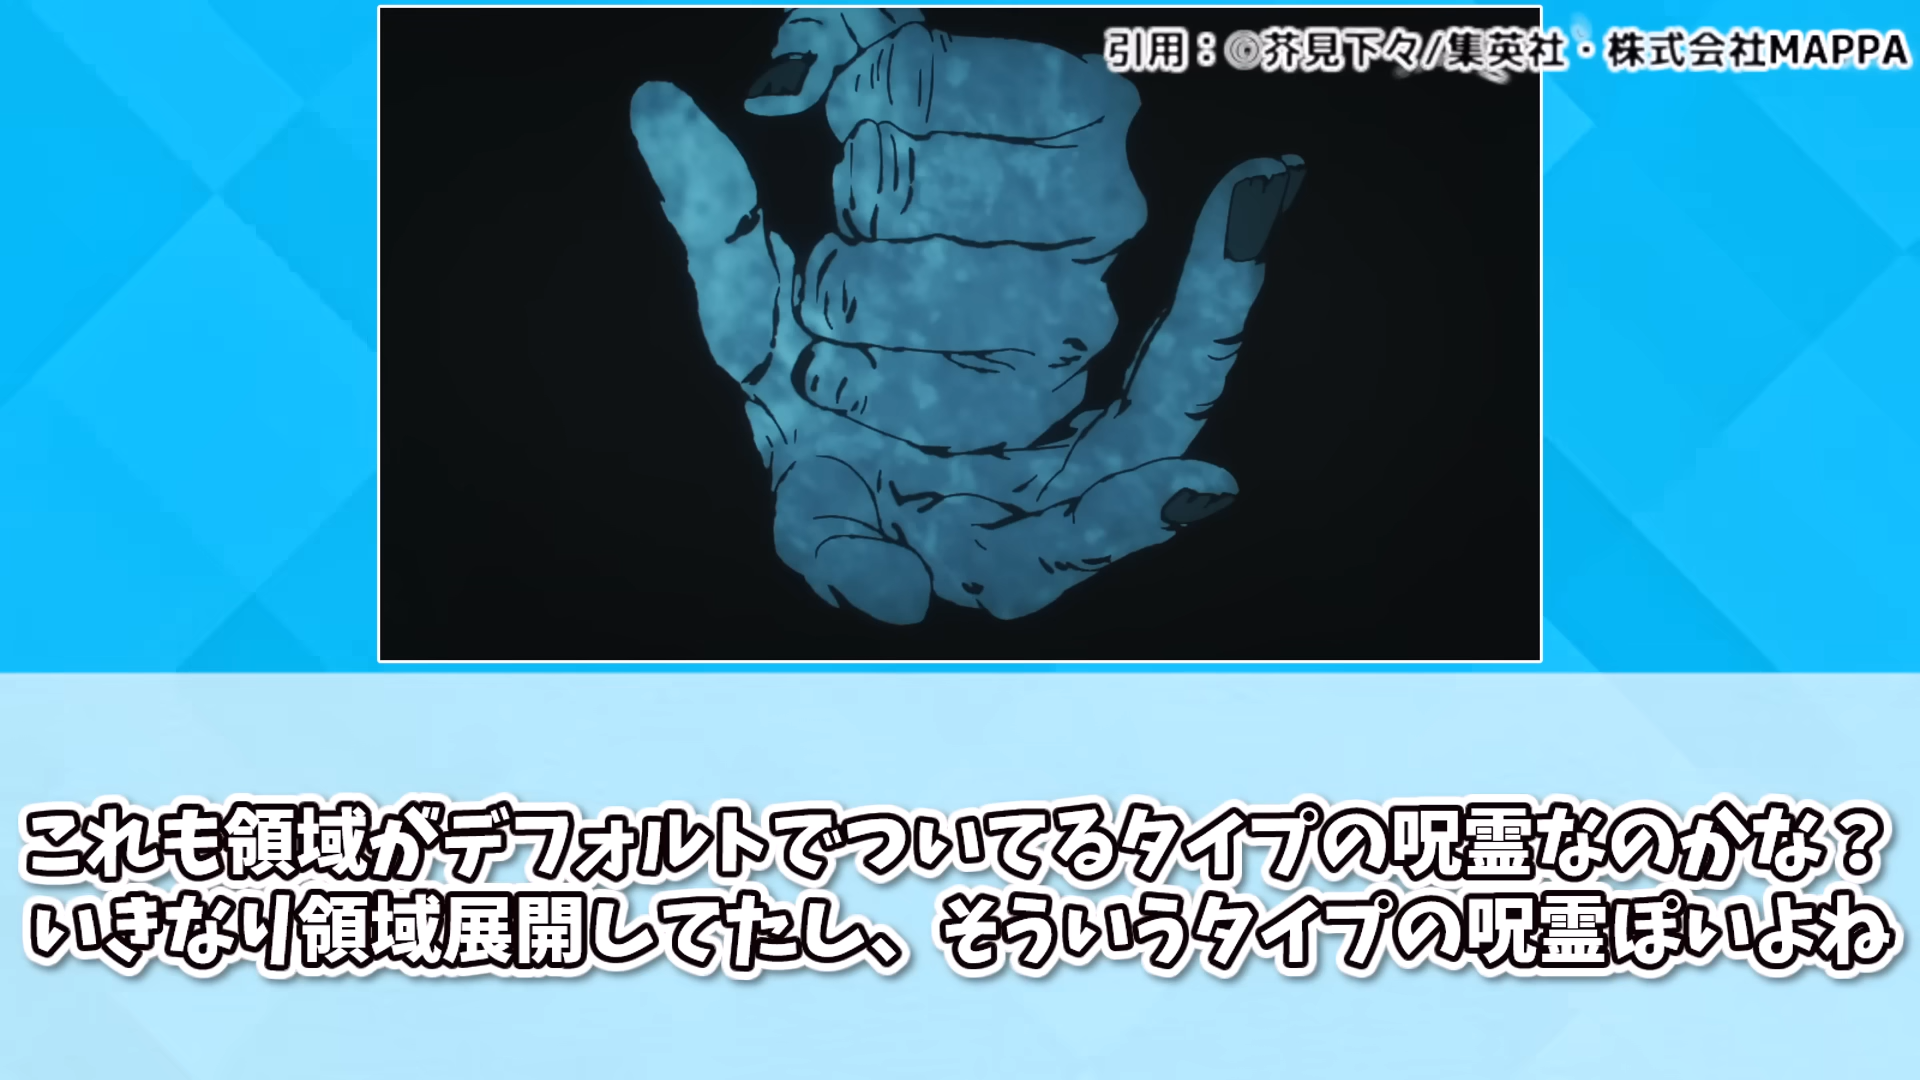 引用：©芥見下々/集英社・株式会社MAPPA
これも領域がデフォルトでついてるタイプの呪霊なのかな？
いきなり領域展開してたし、そういうタイプの呪霊ぽいよね